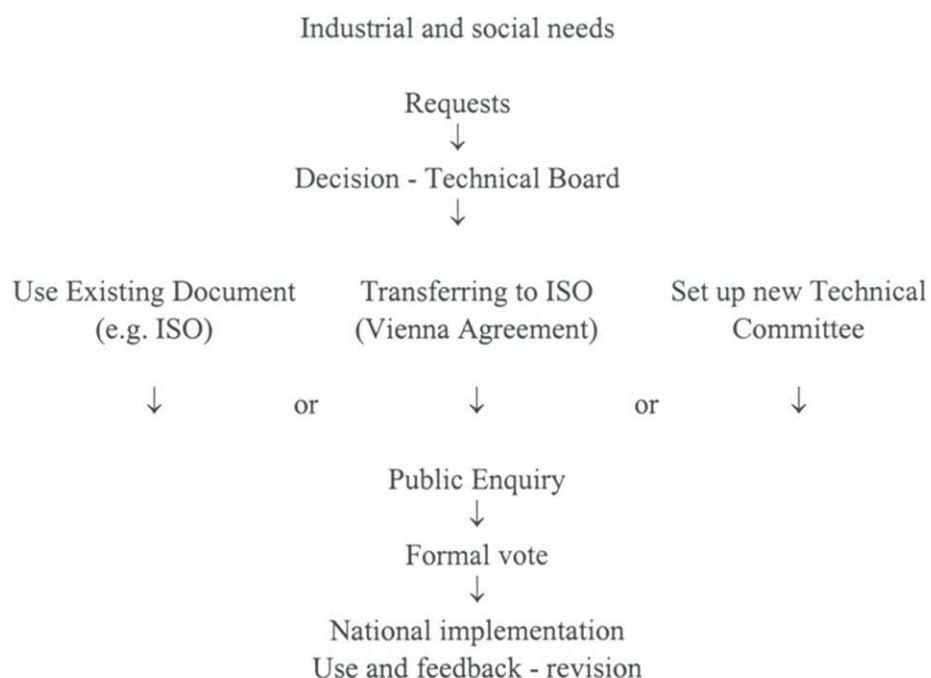 Industrial and social needs
Requests
↓
Decision - Technical Board
↓
Use Existing Document Transferring to ISO Set up new Technical
(e.g. ISO) (Vienna Agreement) Committee
↓ or ↓ or ↓
Public Enquiry
↓
Formal vote
↓
National implementation
Use and feedback - revision